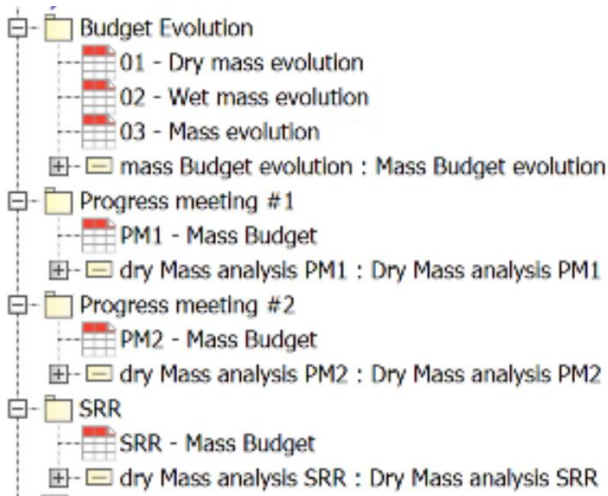 Budget Evolution
01 - Dry mass evolution
02 - Wet mass evolution
03 - Mass evolution
mass Budget evolution : Mass Budget evolution
Progress meeting #1
PM1 - Mass Budget
dry Mass analysis PM1 : Dry Mass analysis PM1
Progress meeting #2
PM2 - Mass Budget
dry Mass analysis PM2 : Dry Mass analysis PM2
SRR
SRR - Mass Budget
dry Mass analysis SRR : Dry Mass analysis SRR